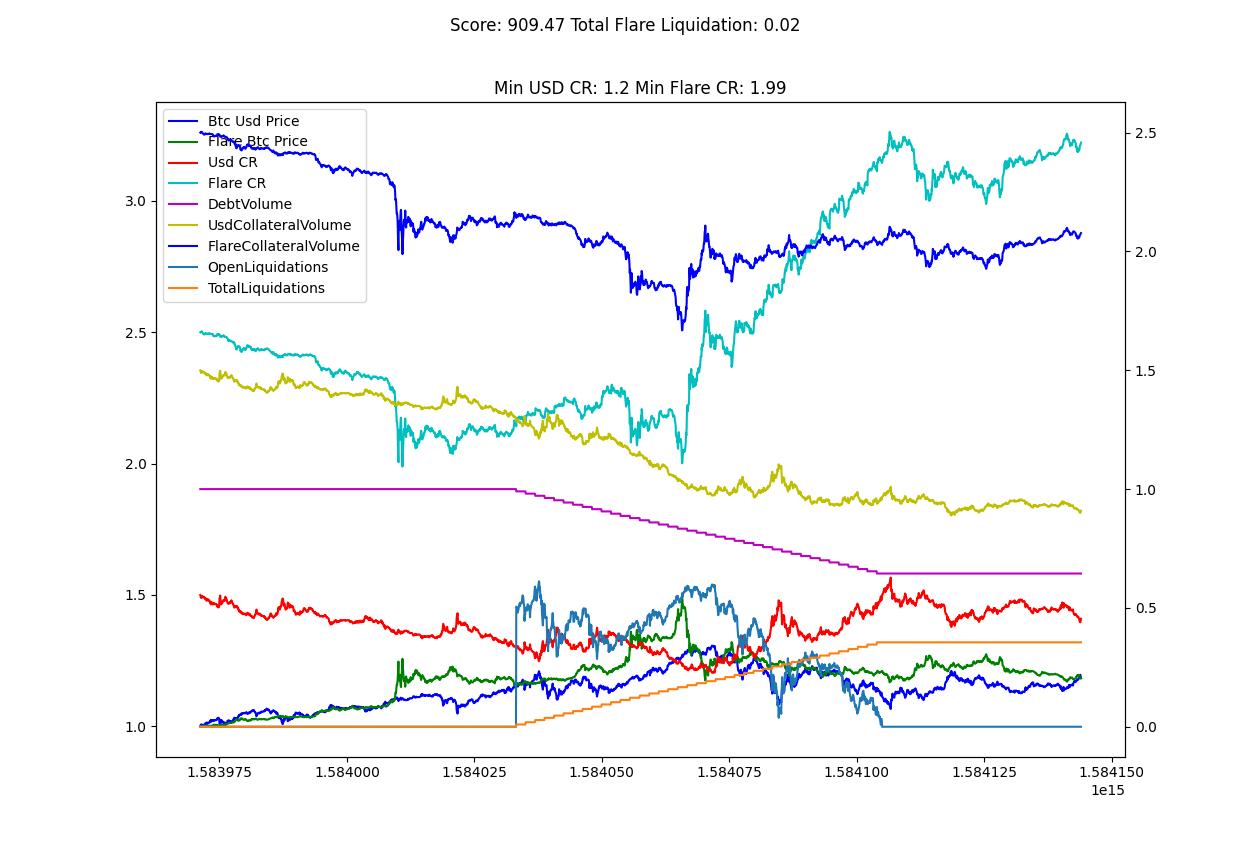 Score: 909.47 Total Flare Liquidation: 0.02
Min USD CR: 1.2 Min Flare CR: 1.99
Btc Usd Price
Flare Btc Price
Usd CR
Flare CR
DebtVolume
UsdCollateralVolume
FlareCollateralVolume
OpenLiquidations
TotalLiquidations
3.0
2.5
2.0
1.5
1.0
2.5
2.0
1.5
1.0
0.5
0.0
1.583975 1.584000 1.584025 1.584050 1.584075 1.584100 1.584125 1.584150
1e15